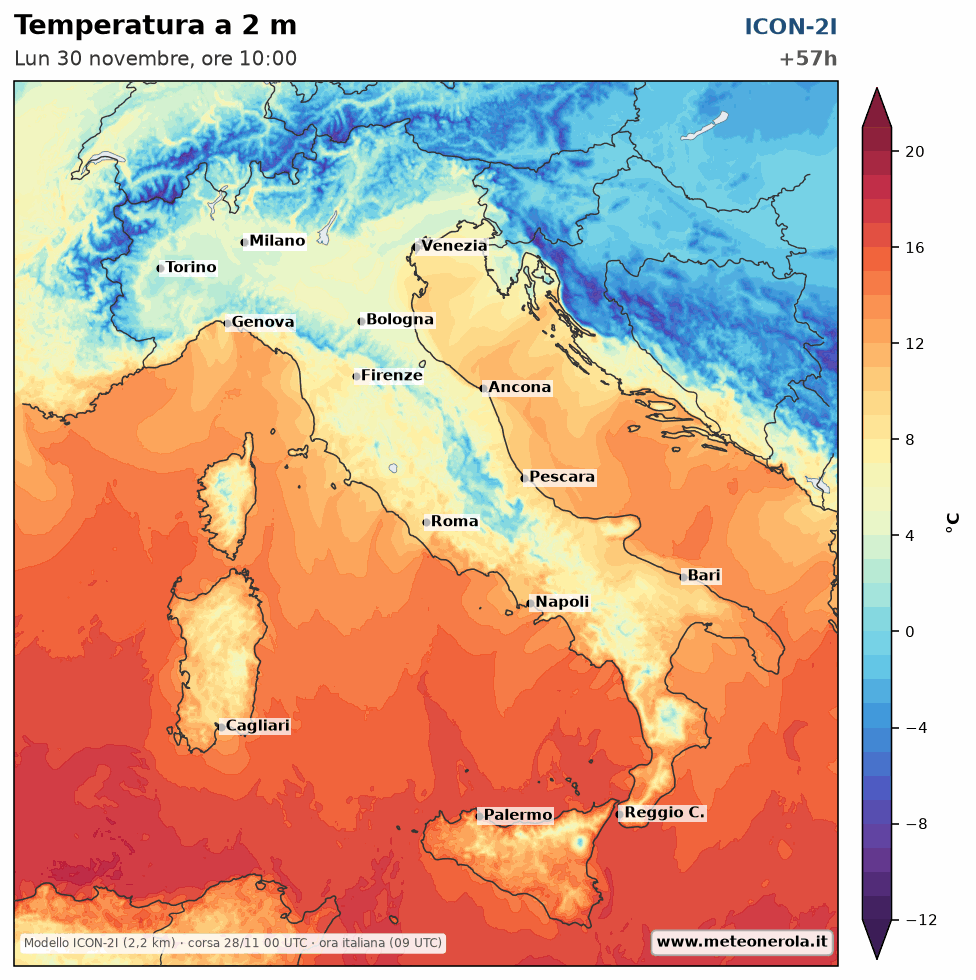 Temperatura a 2 m
ICON-2I
Lun 30 novembre, ore 10:00
+57h
20
16
12
8
4
0
−4
−8
−12
°C
Milano
Venezia
Torino
Genova
Bologna
Firenze
Ancona
Pescara
Roma
Bari
Napoli
Cagliari
Palermo
Reggio C.
Modello ICON-2I (2,2 km) · corsa 28/11 00 UTC · ora italiana (09 UTC)
www.meteonerola.it